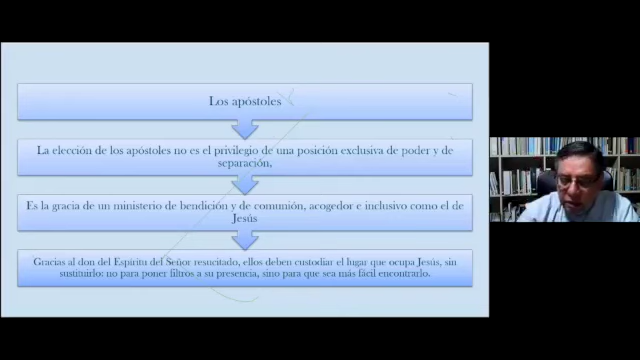 Los apóstoles
La elección de los apóstoles no es el privilegio de una posición exclusiva de poder y de
separación,
Es la gracia de un ministerio de bendición y de comunión, acogedor e inclusivo como el de
Jesús
Gracias al don del Espíritu del Señor resucitado, ellos deben custodiar el lugar que ocupa Jesús, sin
sustituirlo: no para poner filtros a su presencia, sino para que sea más fácil encontrarlo.